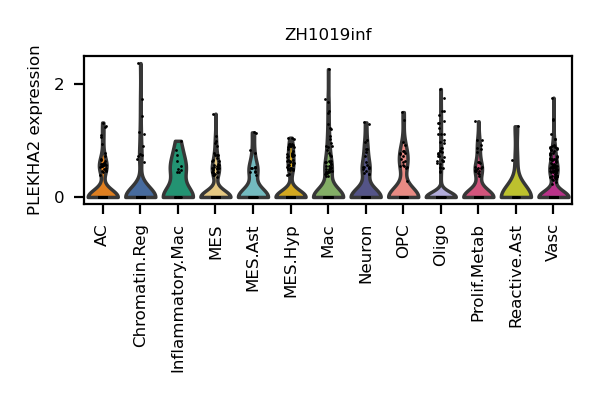 ZH1019inf
PLEKHA2 expression
2
0
AC
Chromatin.Reg
Inflammatory.Mac
MES
MES.Ast
MES.Hyp
Mac
Neuron
OPC
Oligo
Prolif.Metab
Reactive.Ast
Vasc